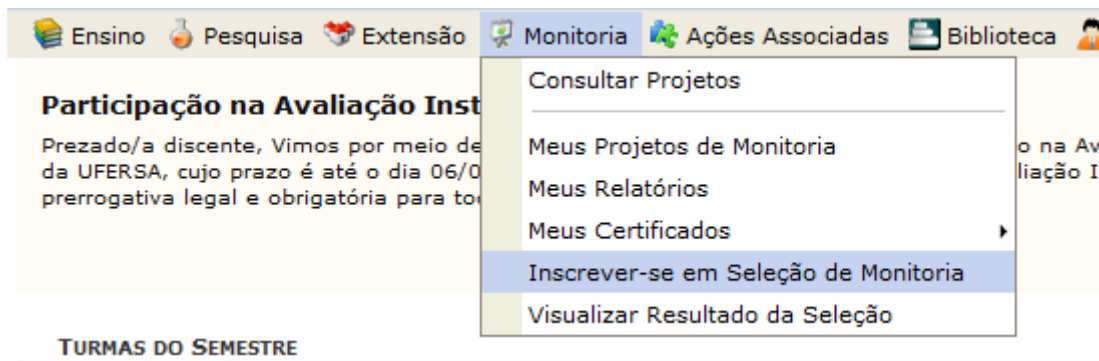 Ensino Pesquisa Extensão Monitoria Ações Associadas Biblioteca
Consultar Projetos
Participação na Avaliação Inst
Prezado/a discente, Vimos por meio de
Meus Projetos de Monitoria
o na Av
da UFERSA, cujo prazo é até o dia 06/0
liação I
prerrogativa legal e obrigatória para to
Meus Relatórios
Meus Certificados
Inscrever-se em Seleção de Monitoria
Visualizar Resultado da Seleção
TURMAS DO SEMESTRE